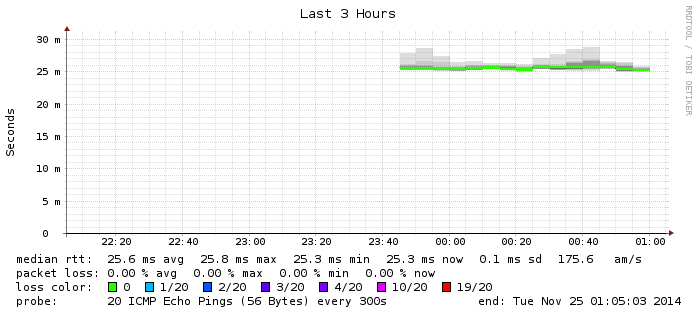 Last 3 Hours
RRDTOOL / TOBI OETIKER
Seconds
30 m
25 m
20 m
15 m
10 m
5 m
0
22:20 22:40 23:00 23:20 23:40 00:00 00:20 00:40 01:00
median rtt: 25.6 ms avg 25.8 ms max 25.3 ms min 25.3 ms now 0.1 ms sd 175.6 am/s
packet loss: 0.00 % avg 0.00 % max 0.00 % min 0.00 % now
loss color: 0 1/20 2/20 3/20 4/20 10/20 19/20
probe: 20 ICMP Echo Pings (56 Bytes) every 300s end: Tue Nov 25 01:05:03 2014